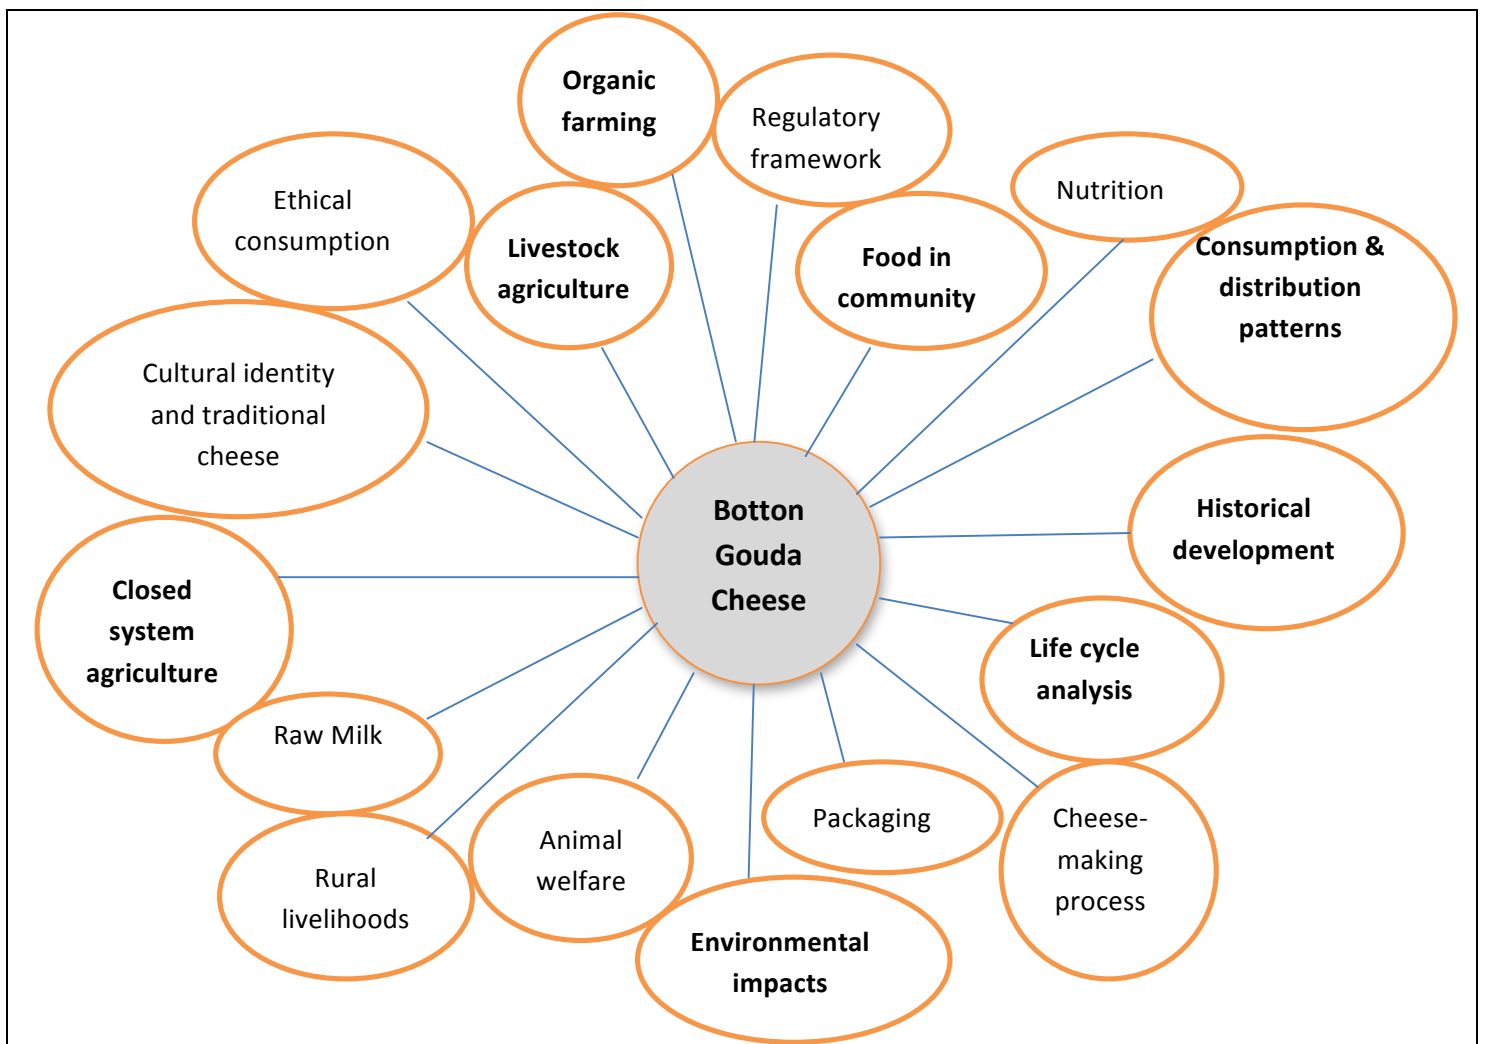 Organic
farming
Regulatory
framework
Nutrition
Ethical
consumption
Livestock
agriculture
Food in
community
Consumption &
distribution
patterns
Cultural identity
and traditional
cheese
Botton
Gouda
Cheese
Historical
development
Closed
system
agriculture
Life cycle
analysis
Raw Milk
Packaging
Cheese-
making
process
Animal
welfare
Rural
livelihoods
Environmental
impacts